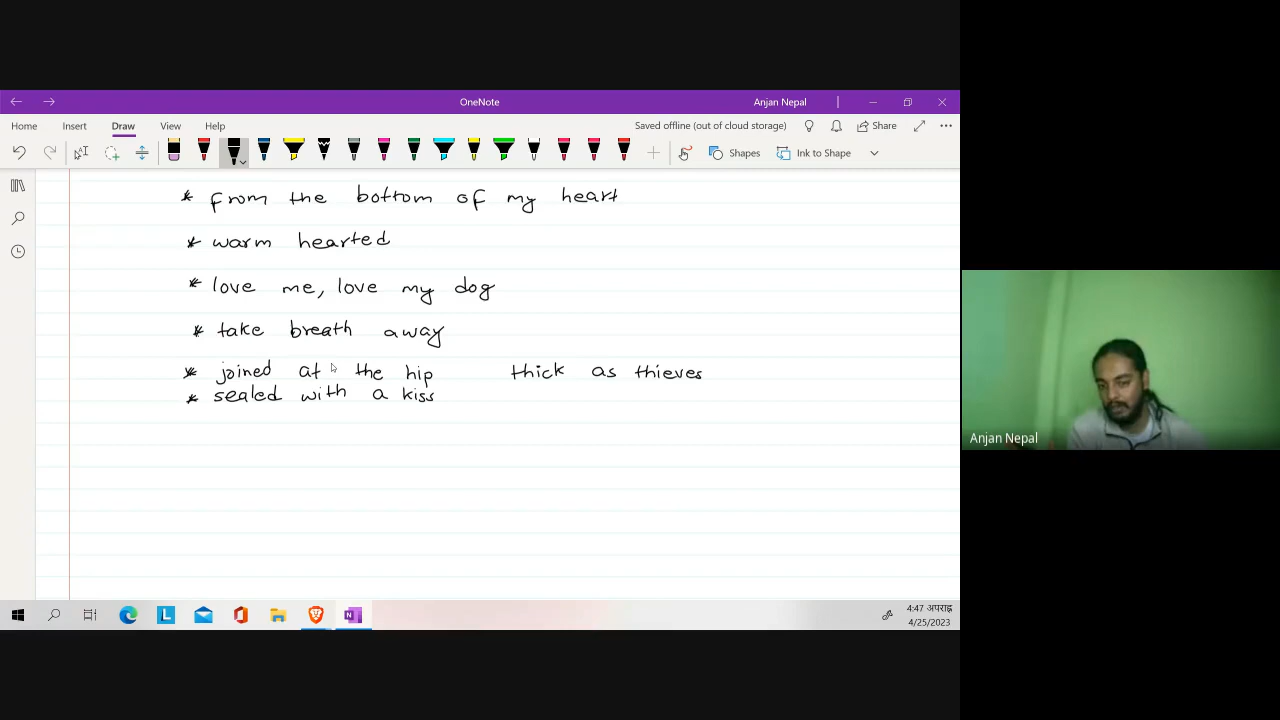 OneNote
Anjan Nepal
Home Insert Draw View Help
Saved offline (out of cloud storage) Share
Shapes Ink to Shape
* from the bottom of my heart
* warm hearted
* love me, love my dog
* take breath away
* joined at the hip thick as thieves
* sealed with a kiss
Anjan Nepal
L N
4:47 अपराह्न
4/25/2023